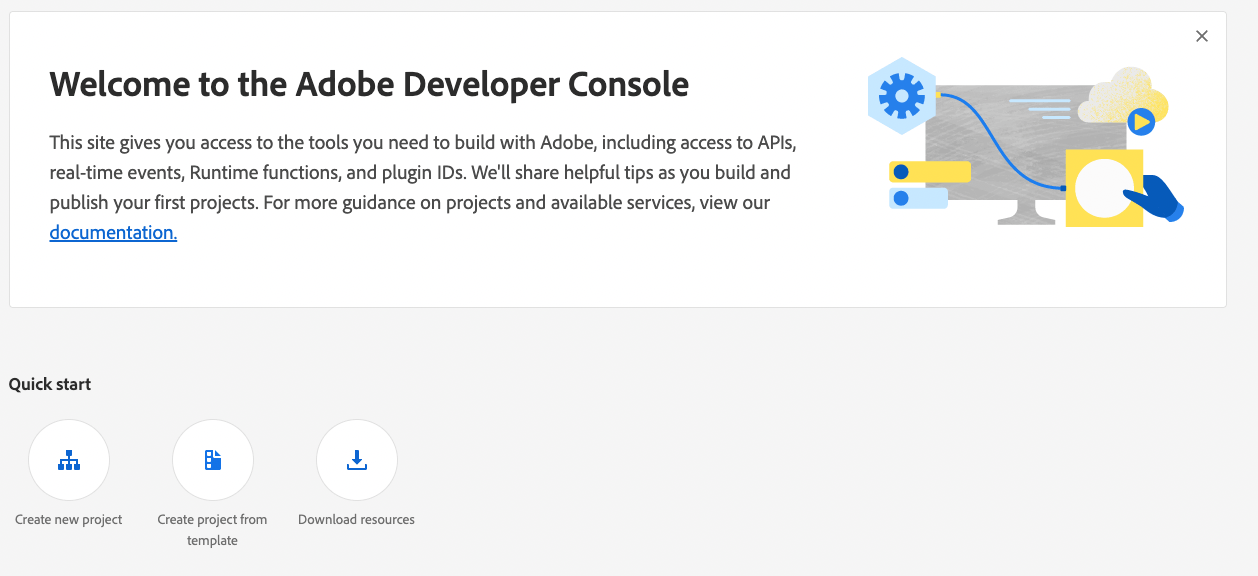 Welcome to the Adobe Developer Console
This site gives you access to the tools you need to build with Adobe, including access to APIs,
real-time events, Runtime functions, and plugin IDs. We'll share helpful tips as you build and
publish your first projects. For more guidance on projects and available services, view our
documentation.
Quick start
Create new project
Create project from
template
Download resources